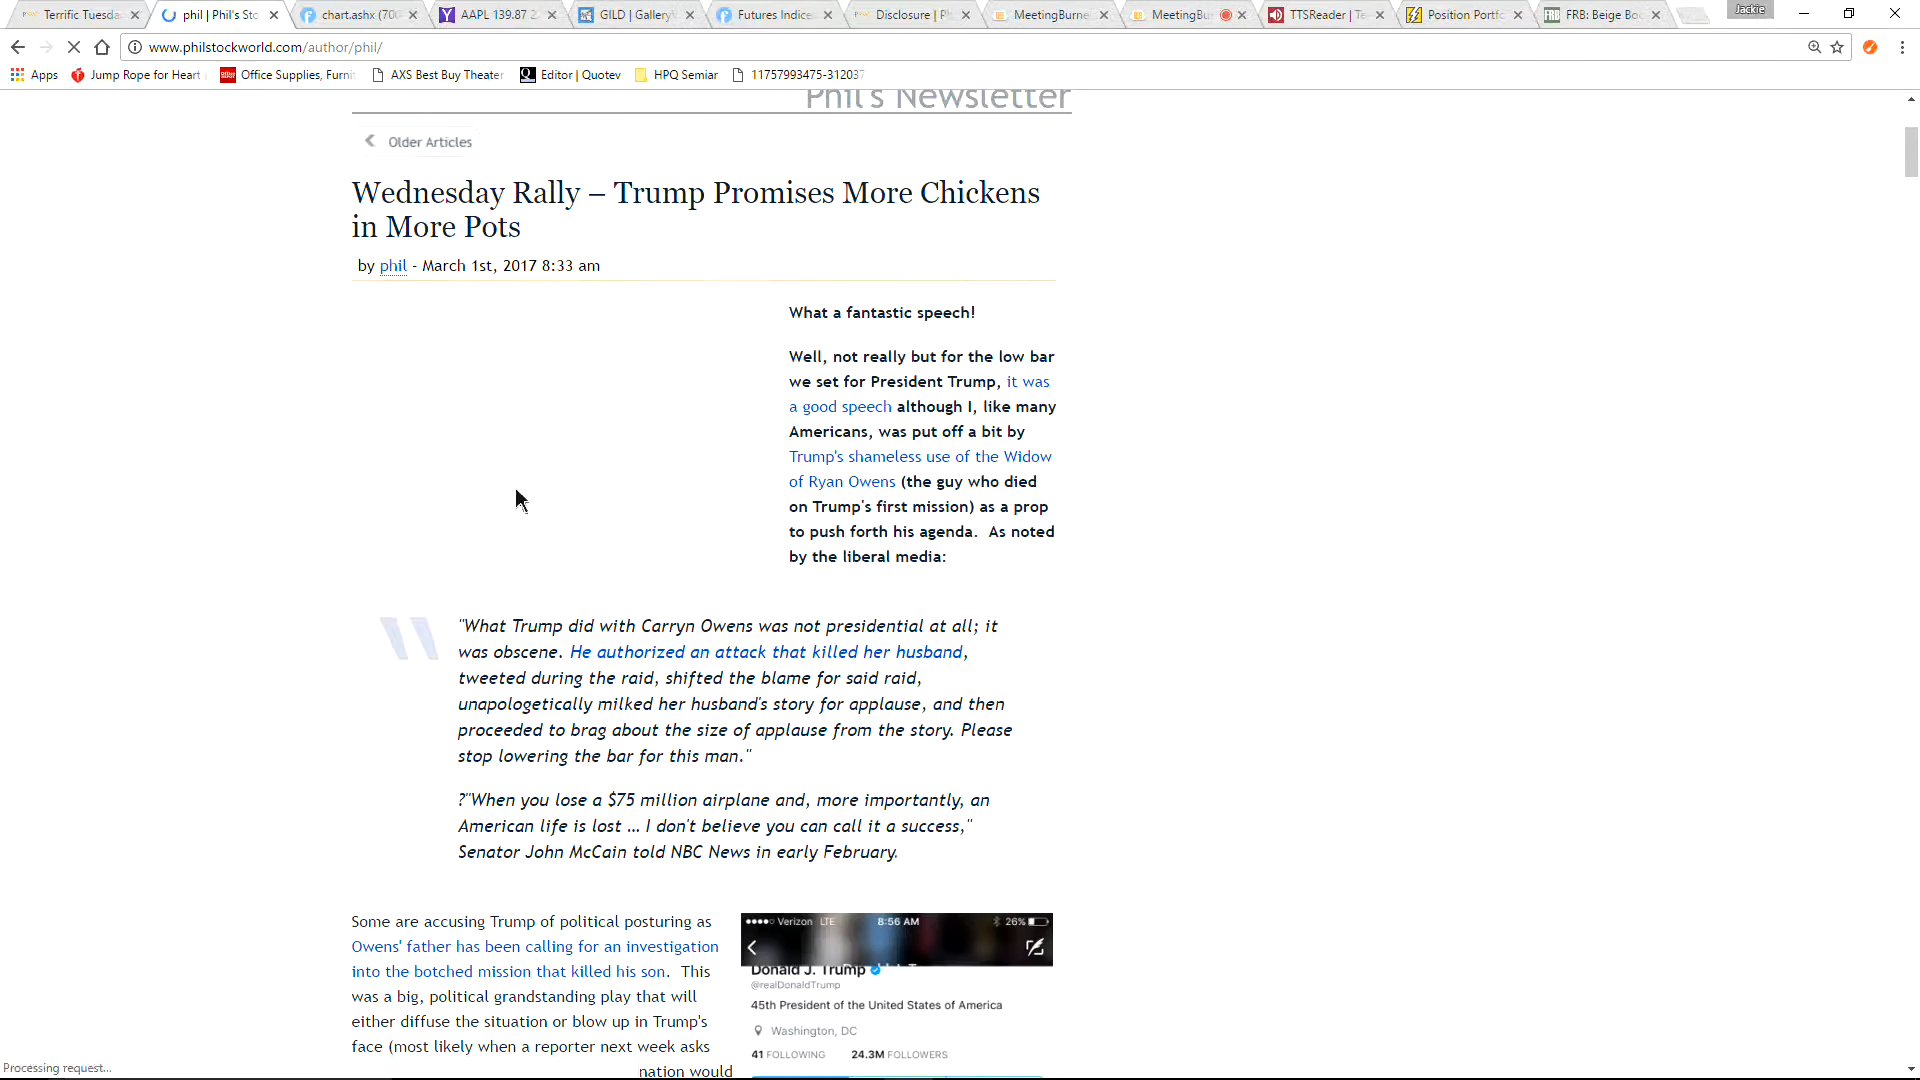 Terrific Tuesda
phil | Phil's Sto
chart.ashx (700
AAPL 139.87 2
GILD | Gallery
Futures Indice
Disclosure | P
MeetingBurne
MeetingBu
TTSReader | Te
Position Portfo
FRB: Beige Boo
Jackie
www.philstockworld.com/author/phil/
Apps
Jump Rope for Heart
Office Supplies, Furni
AXS Best Buy Theater
Editor | Quotev
HPQ Semiar
11757993475-312037
Phil's Newsletter
Older Articles
Wednesday Rally – Trump Promises More Chickens
in More Pots
by phil - March 1st, 2017 8:33 am
What a fantastic speech!
Well, not really but for the low bar
we set for President Trump, it was
a good speech although I, like many
Americans, was put off a bit by
Trump's shameless use of the Widow
of Ryan Owens (the guy who died
on Trump's first mission) as a prop
to push forth his agenda. As noted
by the liberal media:
"What Trump did with Carryn Owens was not presidential at all; it
was obscene. He authorized an attack that killed her husband,
tweeted during the raid, shifted the blame for said raid,
unapologetically milked her husband's story for applause, and then
proceeded to brag about the size of applause from the story. Please
stop lowering the bar for this man."
?"When you lose a $75 million airplane and, more importantly, an
American life is lost … I don't believe you can call it a success,"
Senator John McCain told NBC News in early February.
Some are accusing Trump of political posturing as
Owens' father has been calling for an investigation
into the botched mission that killed his son. This
was a big, political grandstanding play that will
either diffuse the situation or blow up in Trump's
face (most likely when a reporter next week asks
nation would
Verizon LTE 8:56 AM 26%
Donald J. Trump
@realDonaldTrump
45th President of the United States of America
Washington, DC
41 FOLLOWING 24.3M FOLLOWERS
Processing request...